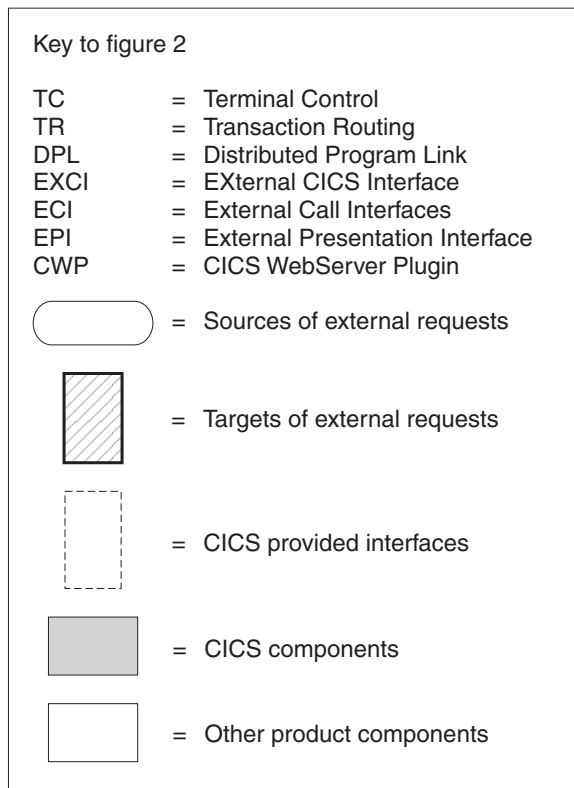 Key to figure 2
TC = Terminal Control
TR = Transaction Routing
DPL = Distributed Program Link
EXCI = EXternal CICS Interface
ECI = External Call Interfaces
EPI = External Presentation Interface
CWP = CICS WebServer Plugin
= Sources of external requests
= Targets of external requests
= CICS provided interfaces
= CICS components
= Other product components